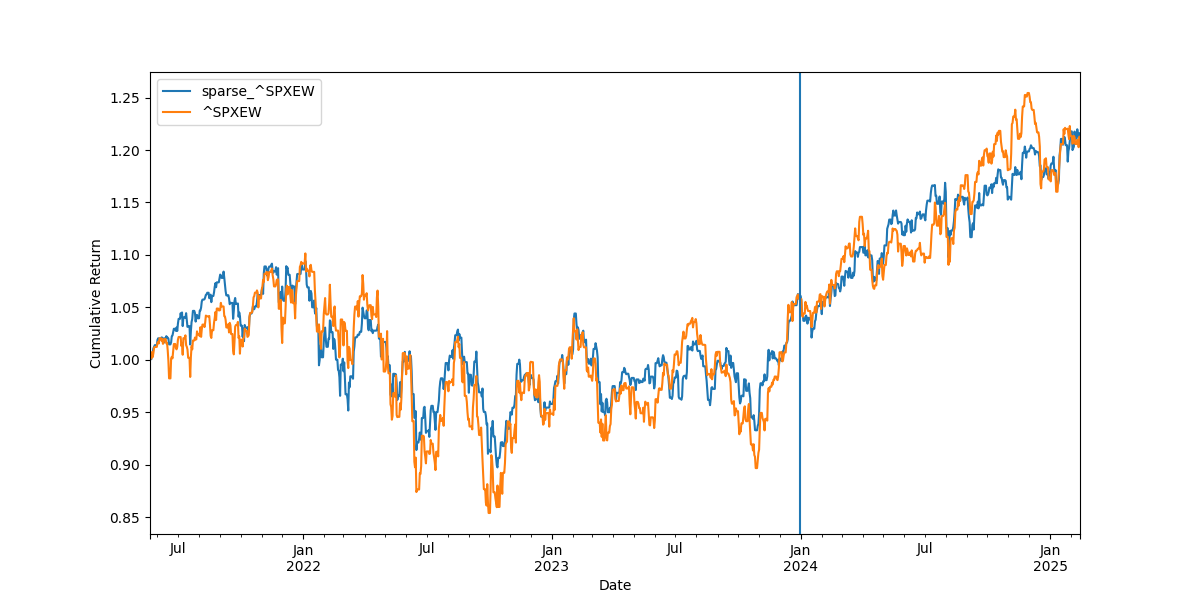 sparse_^SPXEW
^SPXEW
1.25
1.20
1.15
1.10
1.05
1.00
0.95
0.90
0.85
Cumulative Return
Jul
Jan
2022
Jul
Jan
2023
Jul
Jan
2024
Jul
Jan
2025
Date